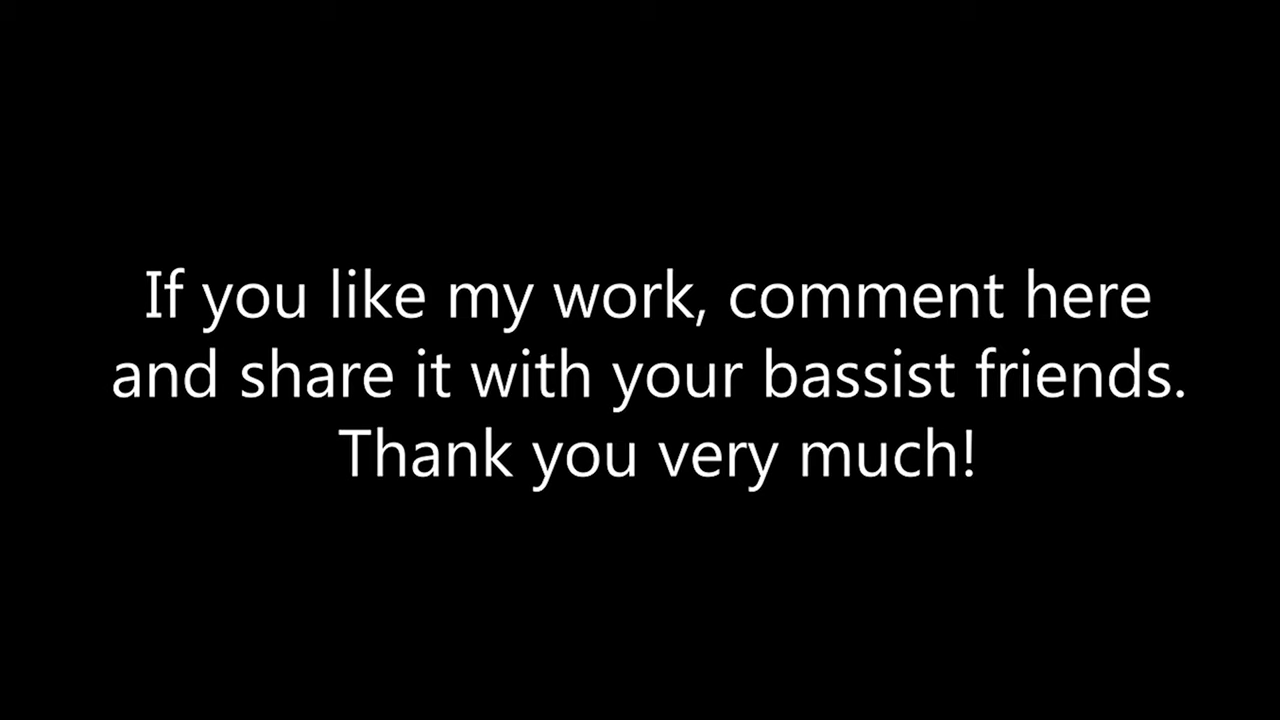 If you like my work, comment here
and share it with your bassist friends.
Thank you very much!